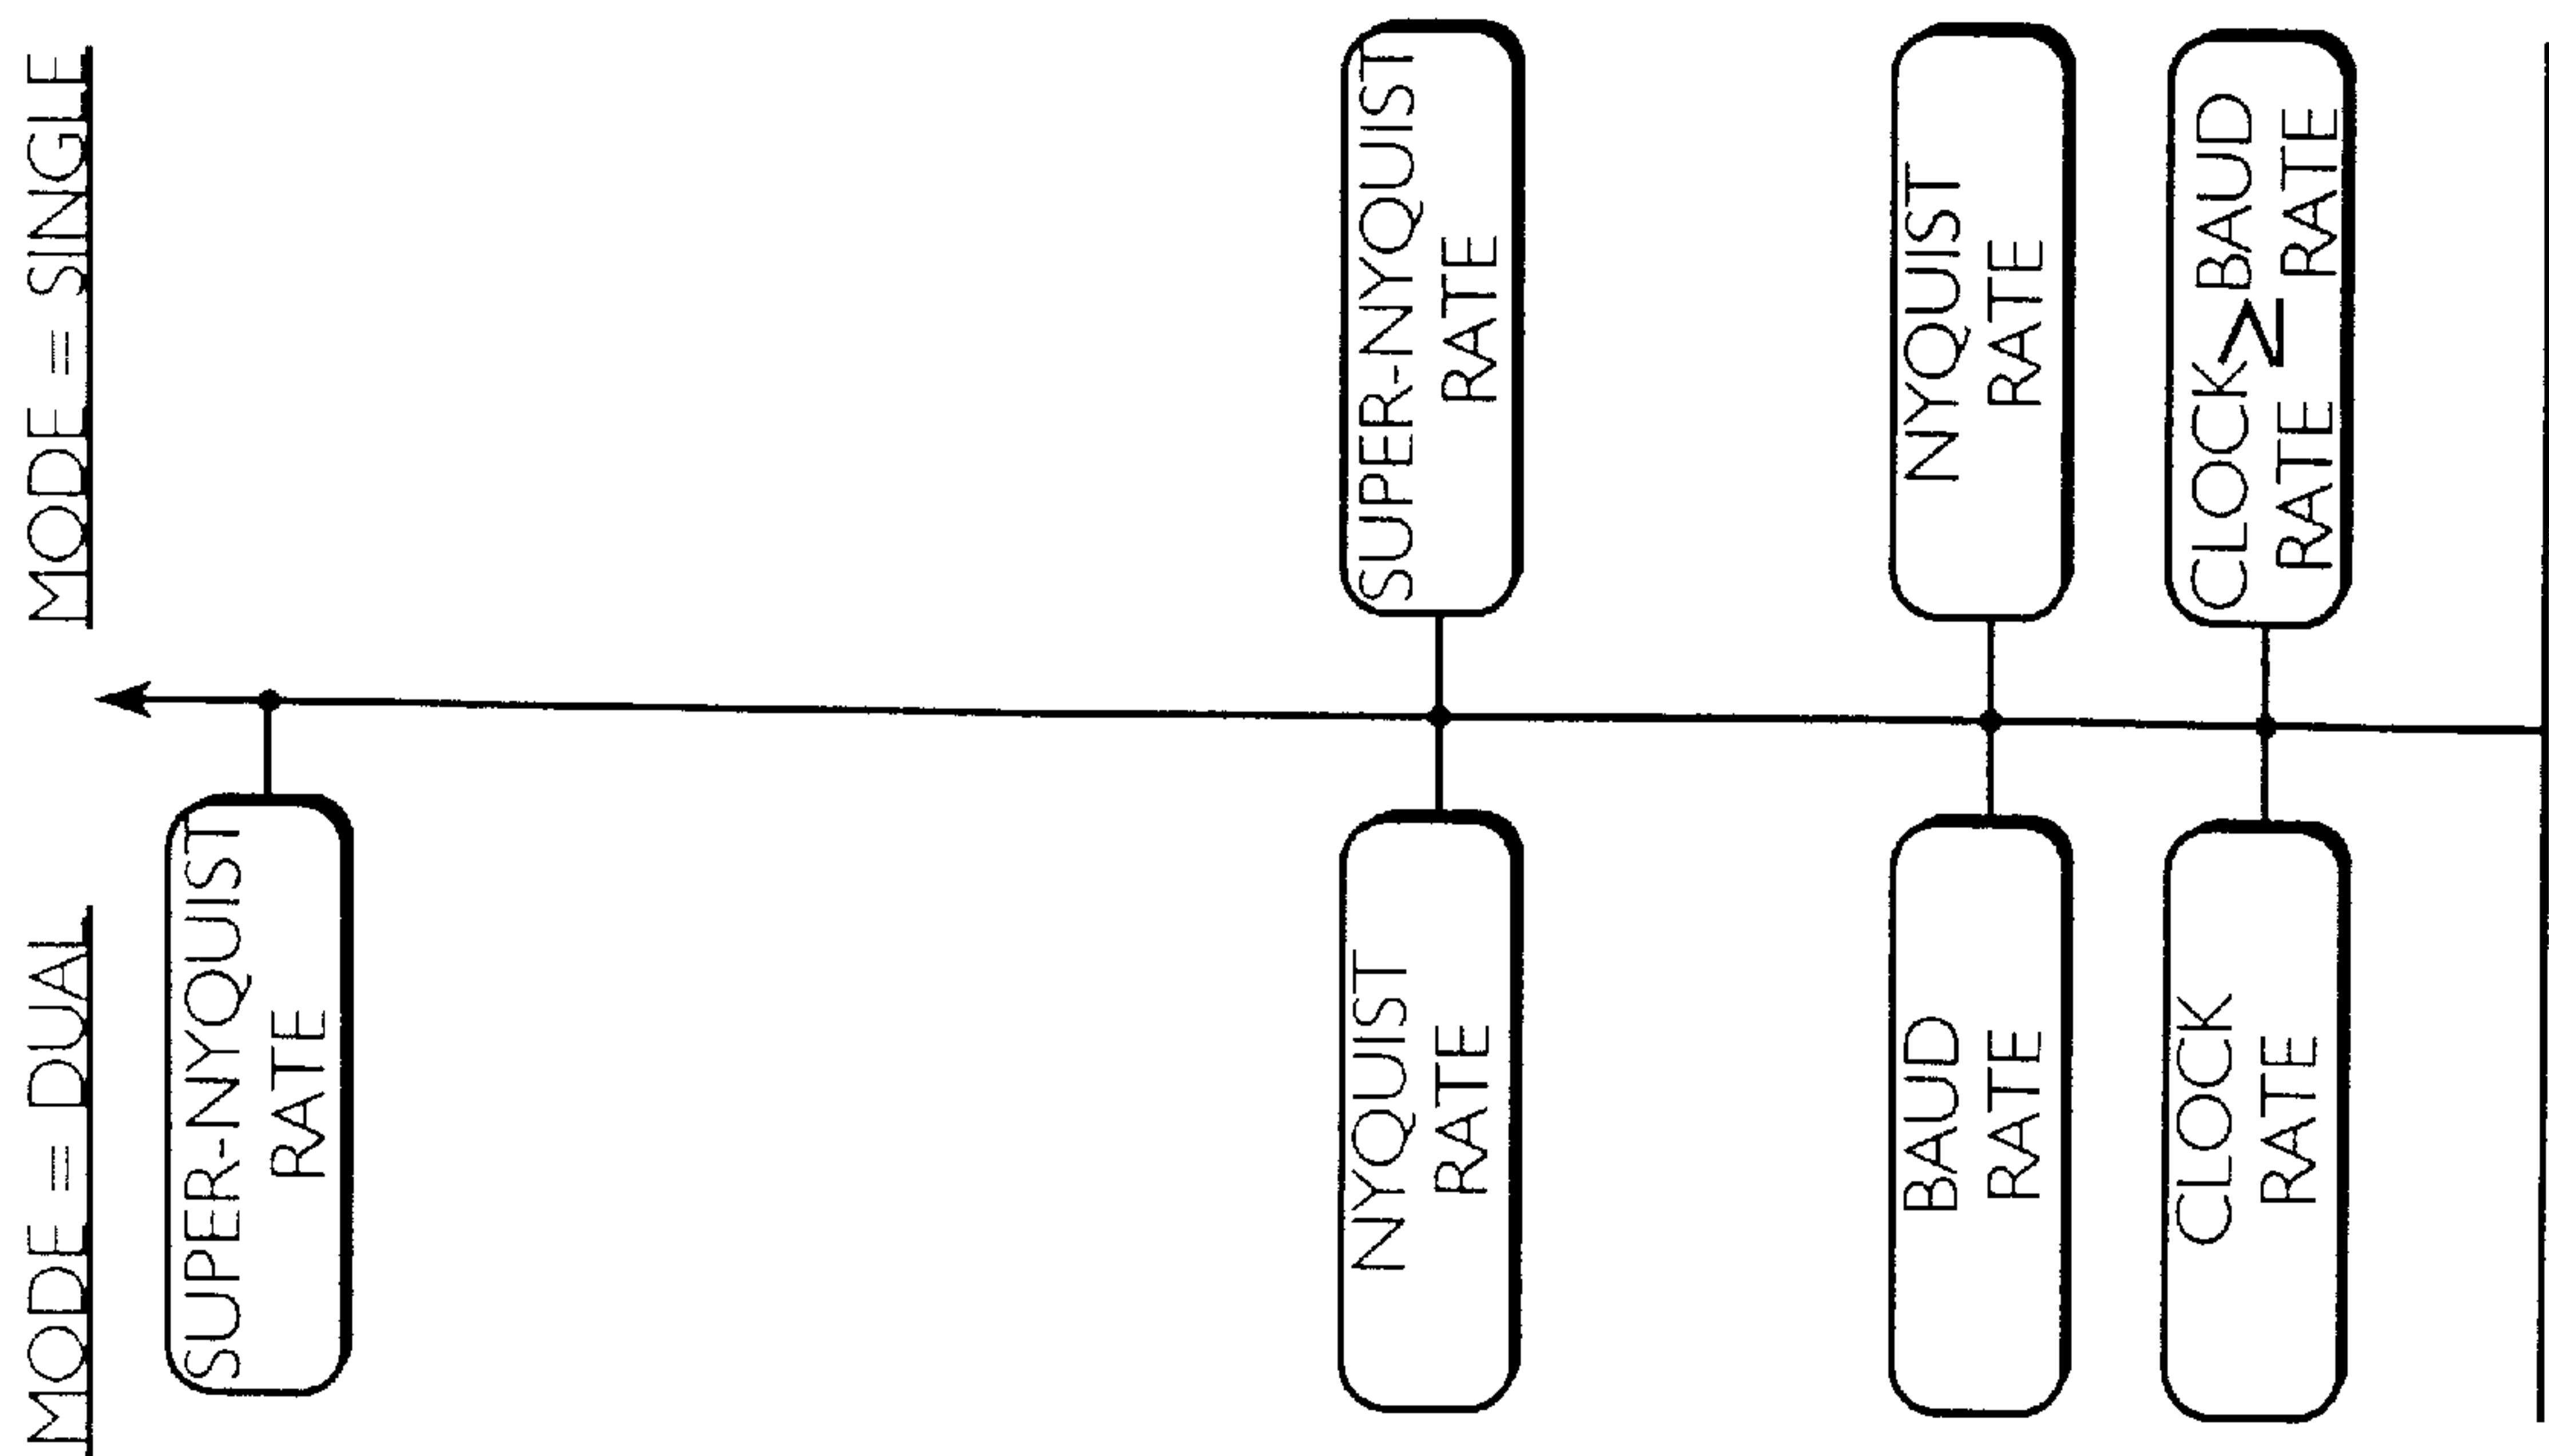 MODE = DUAL
MODE = SINGLE
SUPER-NYQUIST
RATE
NYQUIST
RATE
SUPER-NYQUIST
RATE
BAUD
RATE
NYQUIST
RATE
CLOCK
RATE
CLOCK ≥ BAUD
RATE RATE